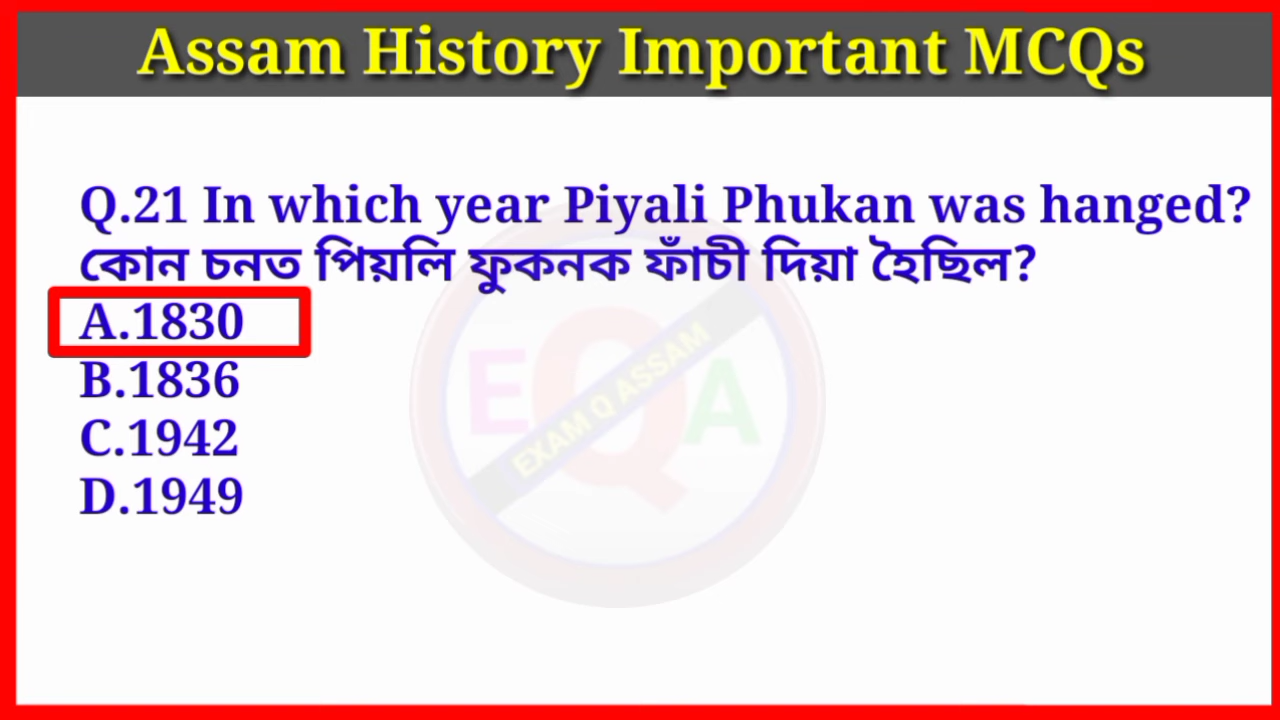 Assam History Important MCQs
Q.21 In which year Piyali Phukan was hanged?
কোন চনত পিয়লি ফুকনক ফাঁচী দিয়া হৈছিল?
A.1830
B.1836
C.1942
D.1949
EQA
EXAM Q ASSAM